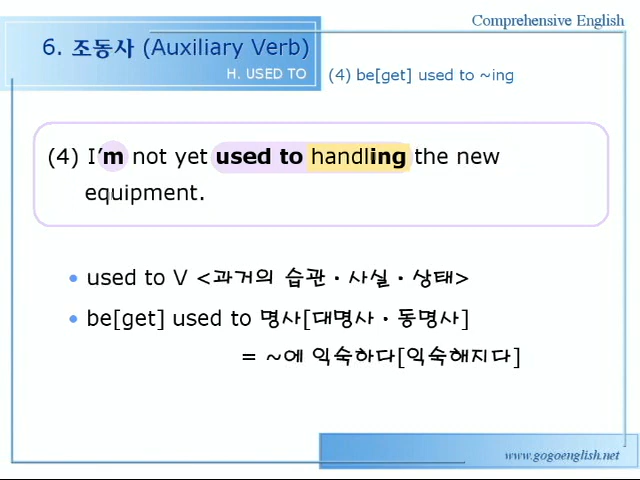 Comprehensive English
6. 조동사 (Auxiliary Verb)
H. USED TO
(4) be[get] used to ~ing
(4) I'm not yet used to handling the new
equipment.
• used to V <과거의 습관·사실·상태>
• be[get] used to 명사[대명사·동명사]
= ~에 익숙하다[익숙해지다]
www.gogoenglish.net